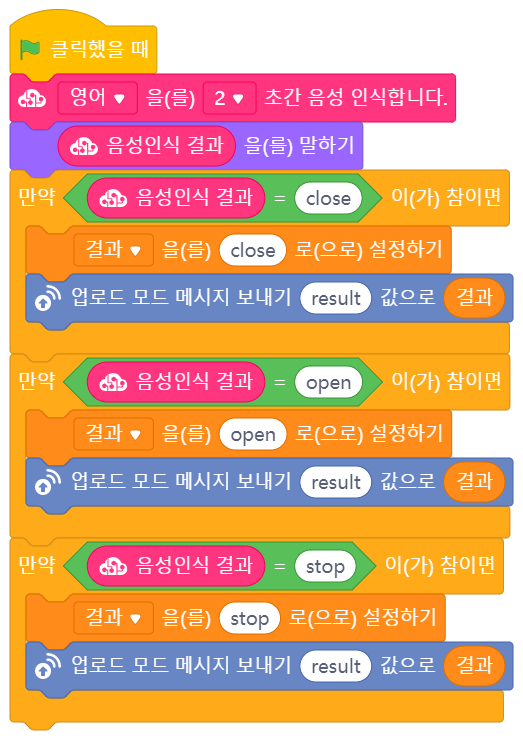 클릭했을 때
영어 을(를) 2 초간 음성 인식합니다.
음성인식 결과 을(를) 말하기
만약 음성인식 결과 = close 이(가) 참이면
결과 을(를) close 로(으로) 설정하기
업로드 모드 메시지 보내기 result 값으로 결과
만약 음성인식 결과 = open 이(가) 참이면
결과 을(를) open 로(으로) 설정하기
업로드 모드 메시지 보내기 result 값으로 결과
만약 음성인식 결과 = stop 이(가) 참이면
결과 을(를) stop 로(으로) 설정하기
업로드 모드 메시지 보내기 result 값으로 결과